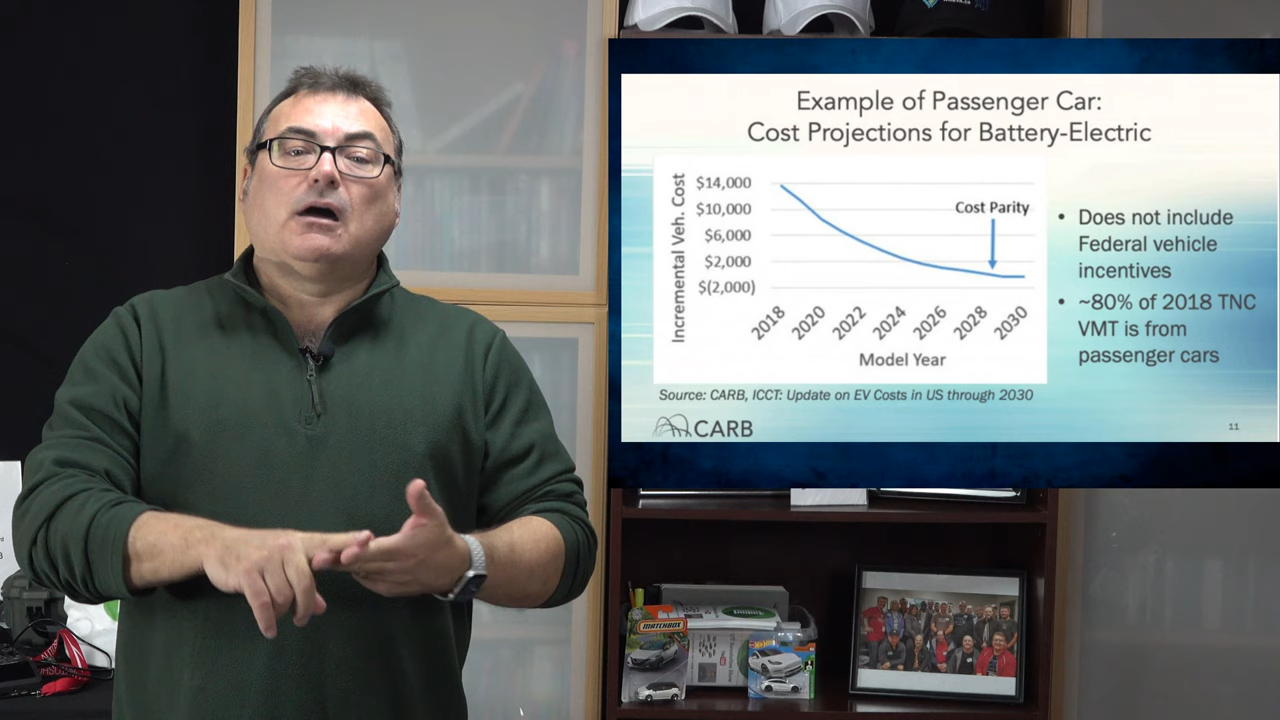 Example of Passenger Car:
Cost Projections for Battery-Electric
Incremental Veh. Cost
$14,000
$10,000
$6,000
$2,000
$(2,000)
Cost Parity
2018
2020
2022
2024
2026
2028
2030
Model Year
• Does not include
Federal vehicle
incentives
• ~80% of 2018 TNC
VMT is from
passenger cars
Source: CARB, ICCT: Update on EV Costs in US through 2030
CARB
11
MATCHBOX